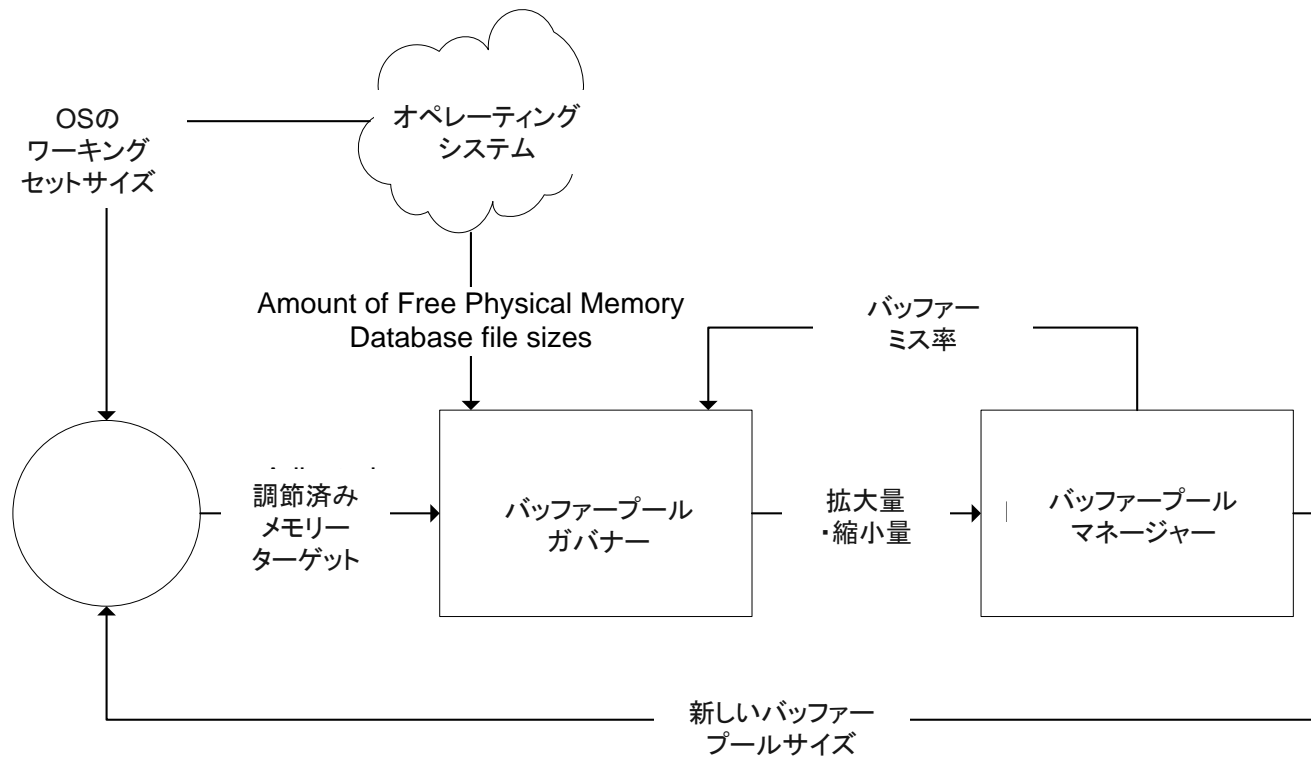 OSの
ワーキング
セットサイズ
オペレーティング
システム
Amount of Free Physical Memory
Database file sizes
バッファー
ミス率
調節済み
メモリー
ターゲット
バッファープール
ガバナー
拡大量
・縮小量
バッファープール
マネージャー
新しいバッファー
プールサイズ